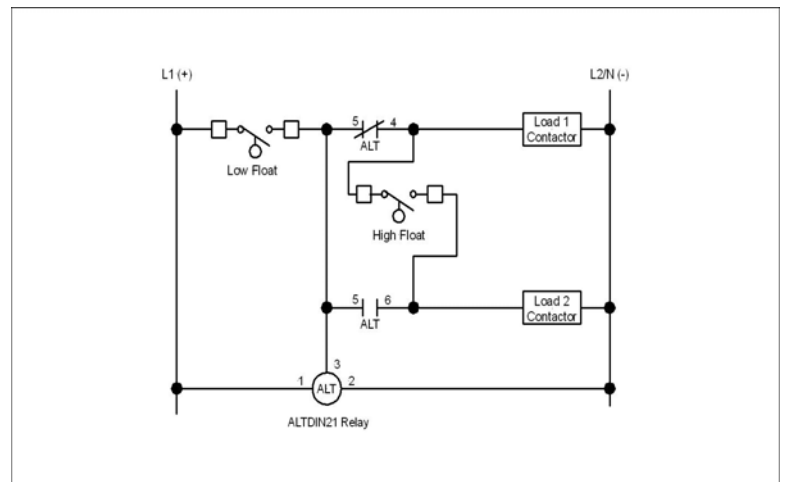 L1 (+)
L2/N (-)
5
4
ALT
Load 1
Contactor
Low Float
High Float
5
6
ALT
Load 2
Contactor
3
1
ALT
2
ALTDIN21 Relay